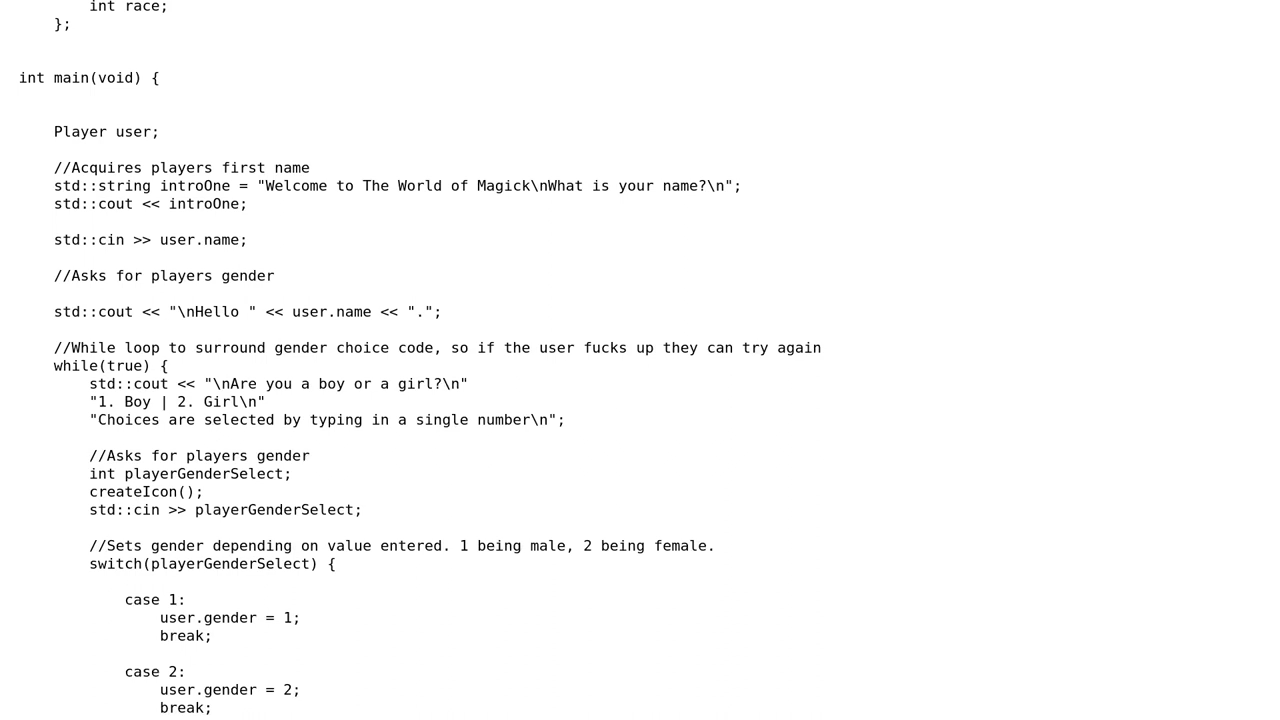 int race;
};
int main(void) {
Player user;
//Acquires players first name
std::string introOne = "Welcome to The World of Magick\nWhat is your name?\n";
std::cout << introOne;
std::cin >> user.name;
//Asks for players gender
std::cout << "\nHello " << user.name << ".";
//While loop to surround gender choice code, so if the user fucks up they can try again
while(true) {
std::cout << "\nAre you a boy or a girl?\n"
"1. Boy | 2. Girl\n"
"Choices are selected by typing in a single number\n";
//Asks for players gender
int playerGenderSelect;
createIcon();
std::cin >> playerGenderSelect;
//Sets gender depending on value entered. 1 being male, 2 being female.
switch(playerGenderSelect) {
case 1:
user.gender = 1;
break;
case 2:
user.gender = 2;
break;